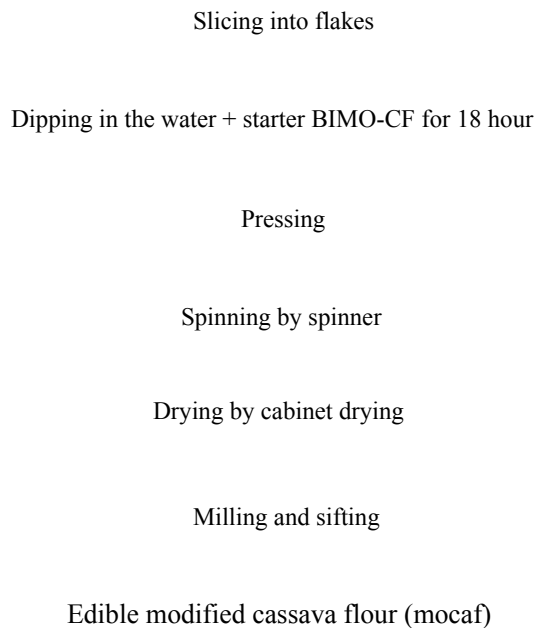 Slicing into flakes
Dipping in the water + starter BIMO-CF for 18 hour
Pressing
Spinning by spinner
Drying by cabinet drying
Milling and sifting
Edible modified cassava flour (mocaf)